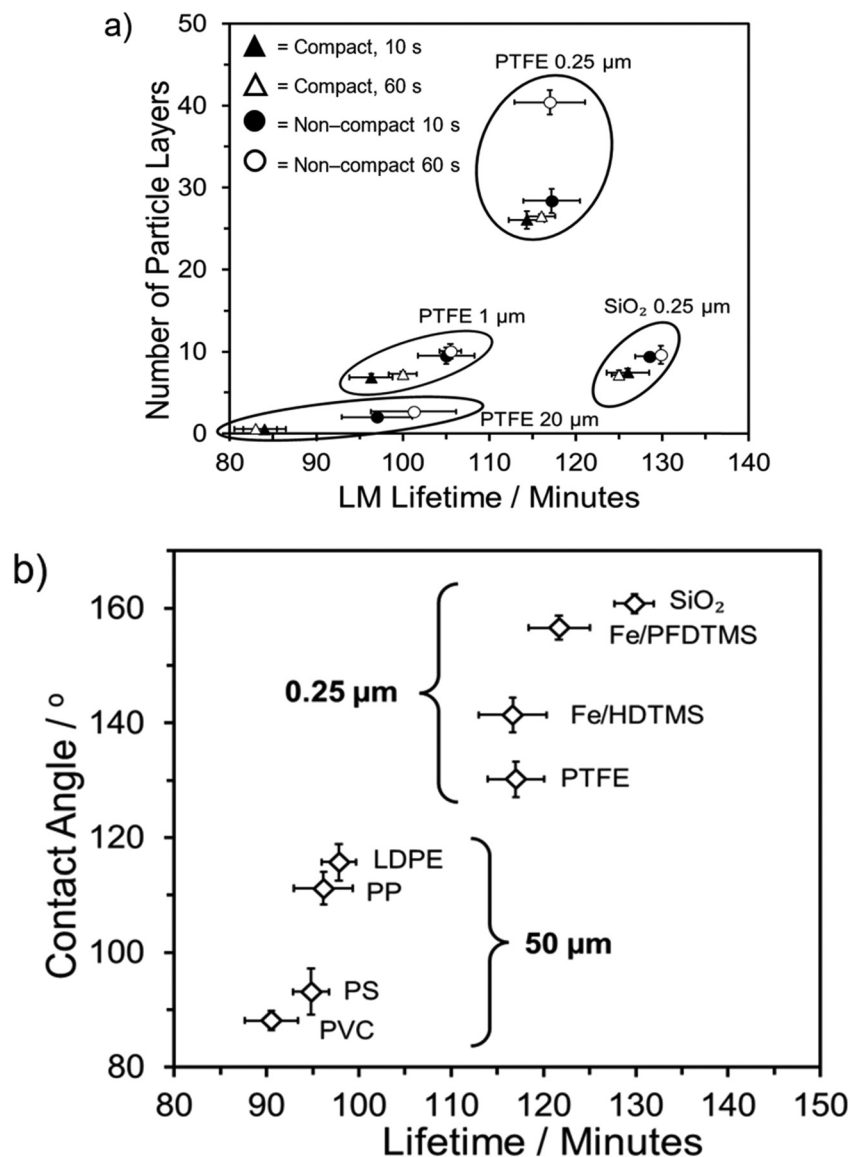 a)
50
40
30
20
10
0
Number of Particle Layers
= Compact, 10 s
= Compact, 60 s
= Non–compact 10 s
= Non–compact 60 s
PTFE 0.25 µm
PTFE 1 µm
SiO₂ 0.25 µm
PTFE 20 µm
80 90 100 110 120 130 140
LM Lifetime / Minutes
b)
160
140
120
100
80
Contact Angle / º
0.25 µm
SiO₂
Fe/PFDTMS
Fe/HDTMS
PTFE
LDPE
PP
50 µm
PS
PVC
80 90 100 110 120 130 140 150
Lifetime / Minutes